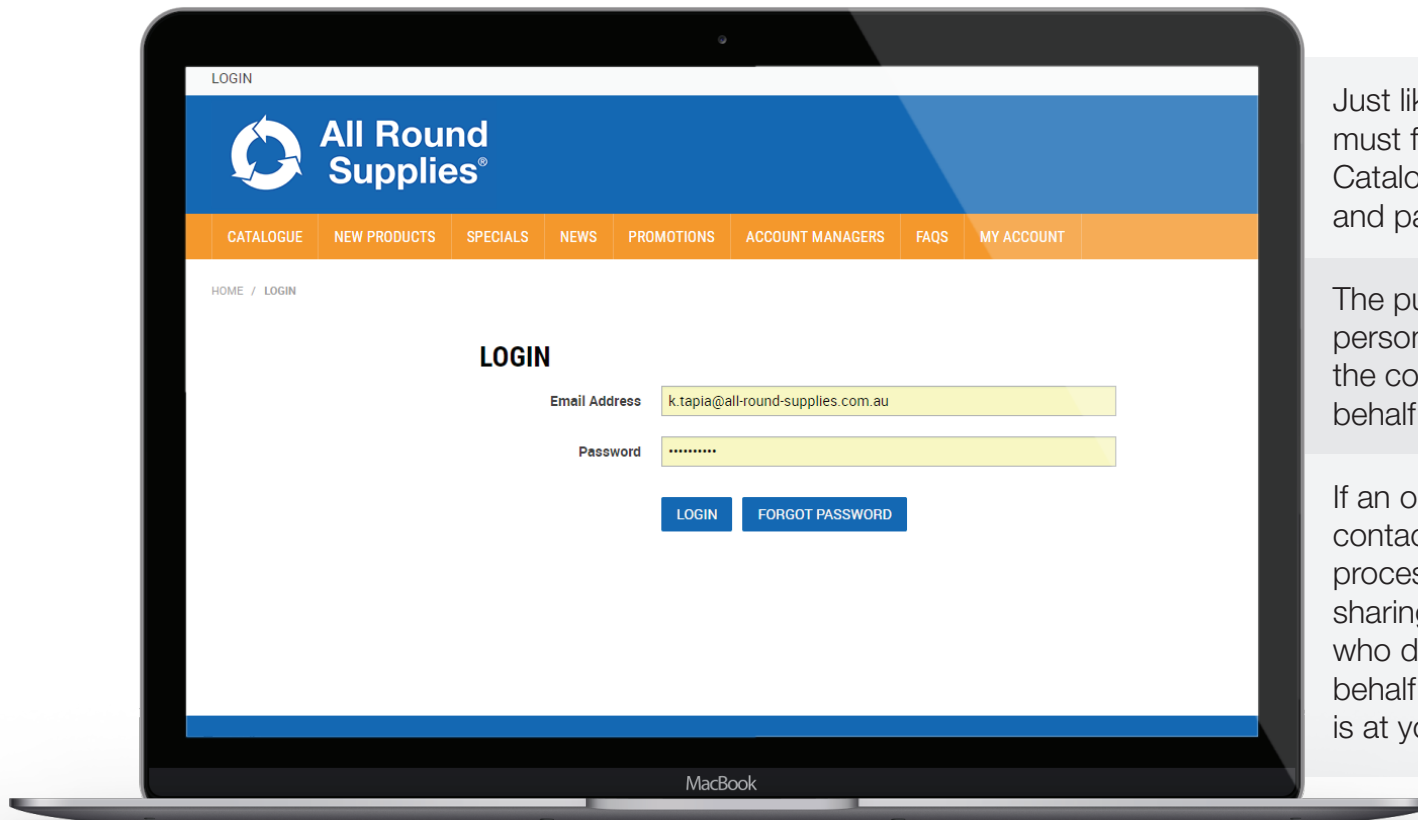 LOGIN
All Round
Supplies®
CATALOGUE NEW PRODUCTS SPECIALS NEWS PROMOTIONS ACCOUNT MANAGERS FAQS MY ACCOUNT
HOME / LOGIN
LOGIN
Email Address k.tapia@all-round-supplies.com.au
Password ••••••••••
LOGIN FORGOT PASSWORD
MacBook
Just
must
and
The
the
behalf
If an
who
behalf
is at